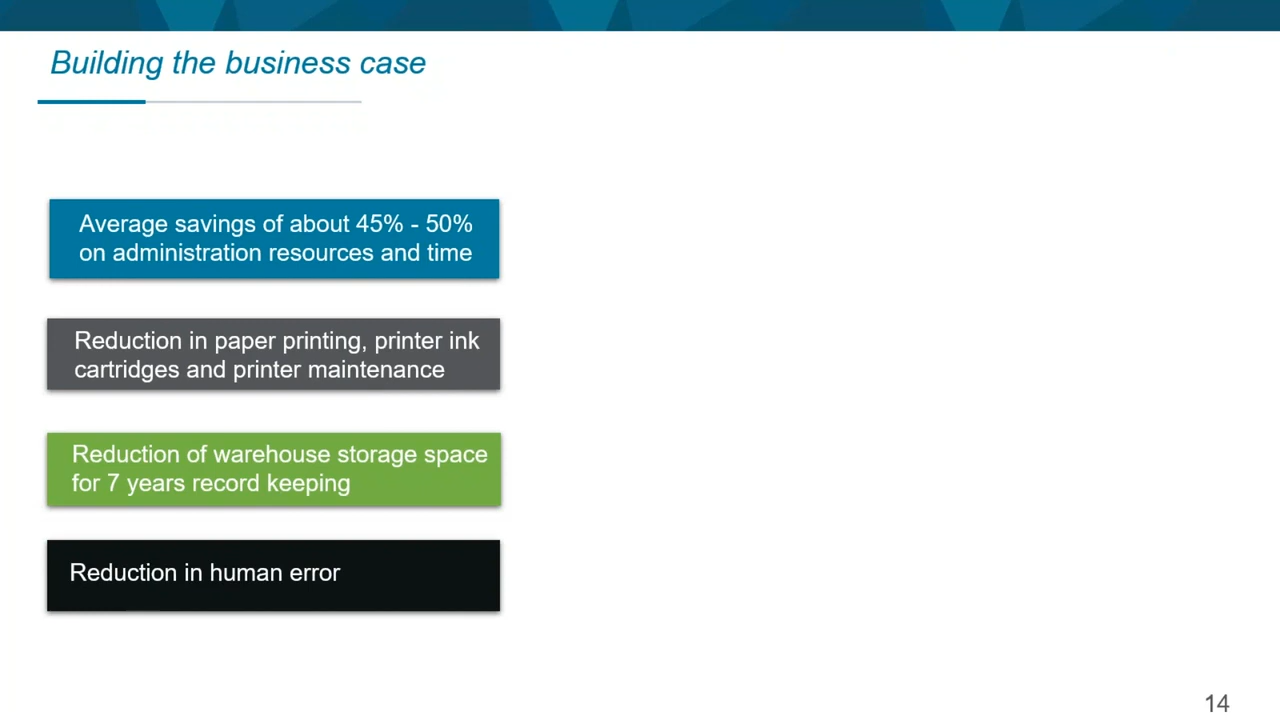 Building the business case
Average savings of about 45% - 50%
on administration resources and time
Reduction in paper printing, printer ink
cartridges and printer maintenance
Reduction of warehouse storage space
for 7 years record keeping
Reduction in human error
14